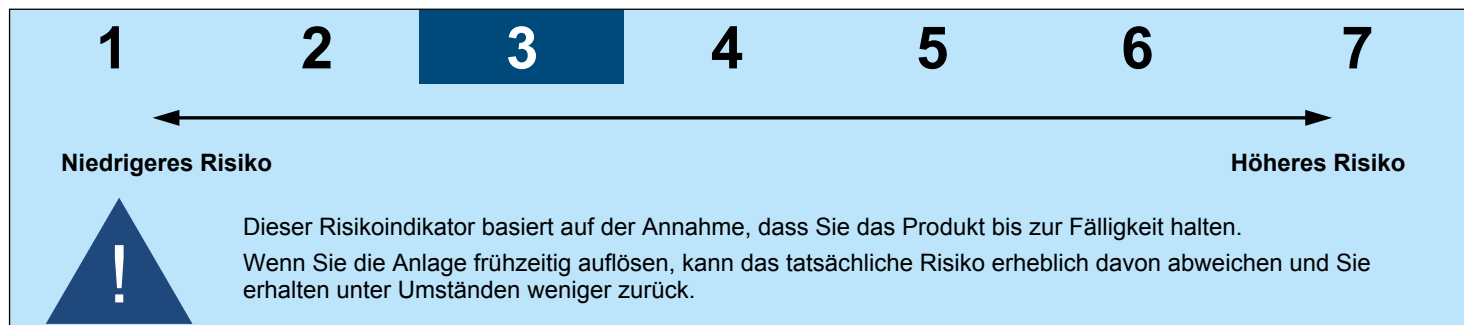 1 2 3 4 5 6 7
Niedrigeres Risiko Höheres Risiko
!
Dieser Risikoindikator basiert auf der Annahme, dass Sie das Produkt bis zur Fälligkeit halten.
Wenn Sie die Anlage frühzeitig auflösen, kann das tatsächliche Risiko erheblich davon abweichen und Sie
erhalten unter Umständen weniger zurück.